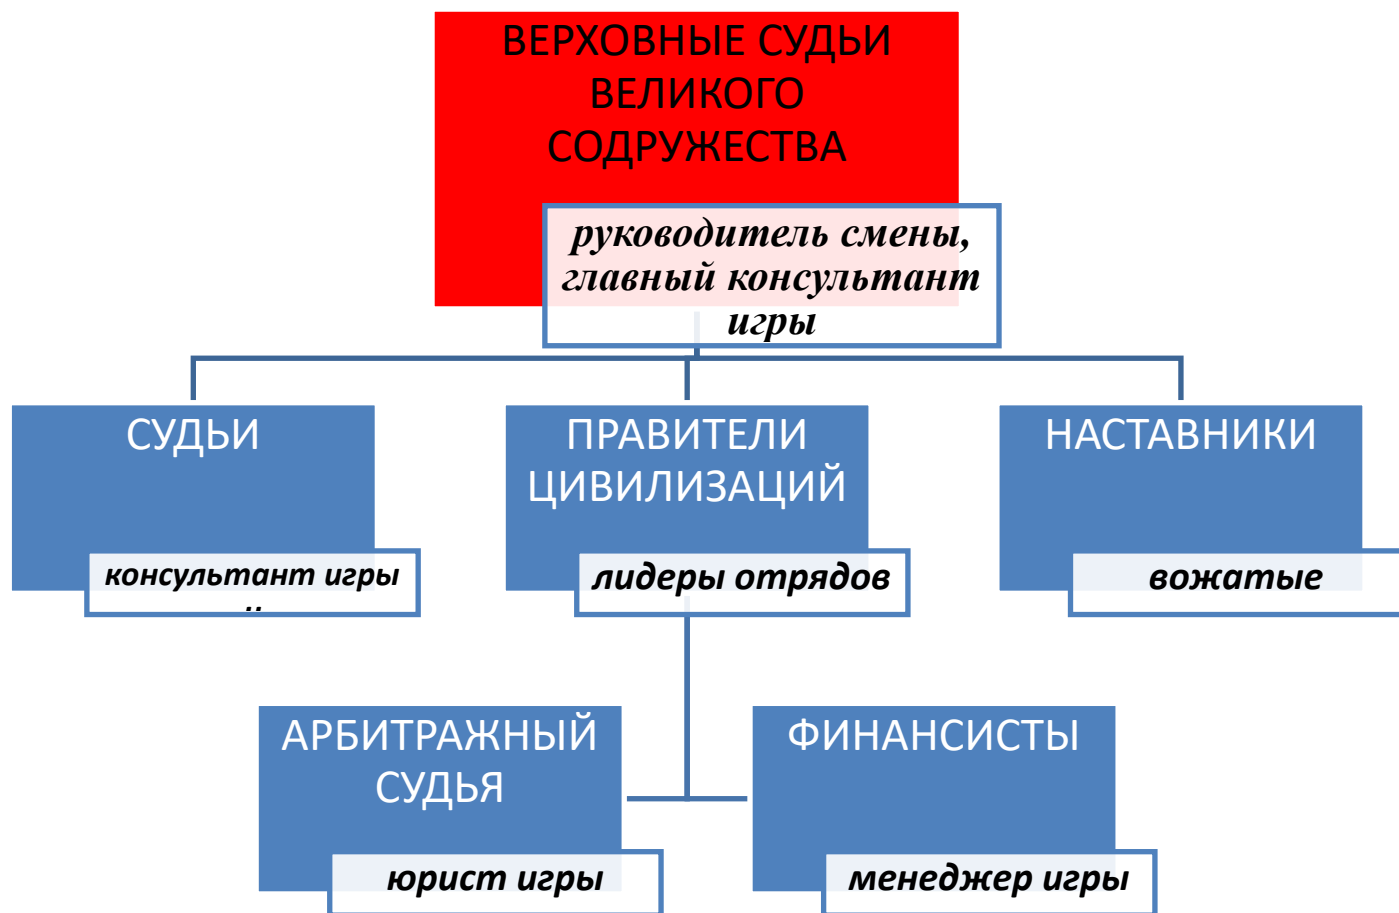 ВЕРХОВНЫЕ СУДЬИ
ВЕЛИКОГО
СОДРУЖЕСТВА
руководитель смены,
главный консультант
игры
СУДЬИ
консультант игры
ПРАВИТЕЛИ
ЦИВИЛИЗАЦИЙ
лидеры отрядов
НАСТАВНИКИ
вожатые
АРБИТРАЖНЫЙ
СУДЬЯ
юрист игры
ФИНАНСИСТЫ
менеджер игры